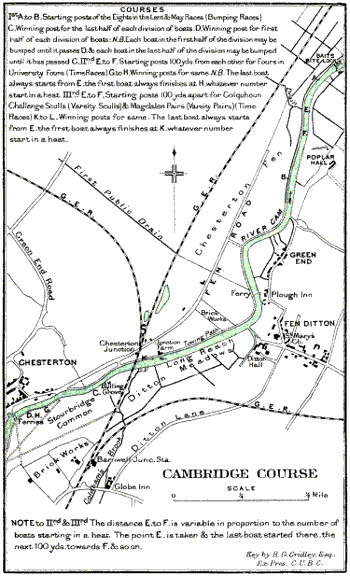 COURSES
Ist A to B. Starting posts of the Eights in the Lent & May Races (Bumping Races)
C. Winning post for the last half of each division of boats. D. Winning post for first
half of each division of boats: N.B. Each boat in the first half of the division may be
bumped until it passes D. & each boat in the last half of the division may be bumped
until it has passed C. IInd E. to F. Starting posts 100 yds. from each other for Fours in
University Fours (Time Races) G. to H. Winning posts for same. N.B. The last boat
always starts from E. the first boat always finishes at H. whatever number
start in a heat. IIIrd E. to F. Starting posts 100 yds. apart for Colquhoun
Challenge Sculls (Varsity Sculls) & Magdalen Pairs (Varsity Pairs) (Time
Races) K. to L. Winning posts for same. The last boat always starts
from E. the first boat always finishes at K. whatever number
start in a heat.
BAITS
BITE LOCK
POPLAR
HALL
First Public Drain
G. E. R.
G. E. R.
Chesterton Fen
FEN ROAD
RIVER CAM
GREEN
END
Green End Road
Ferry
Plough Inn
Brick
Works
FEN DITTON
St Mary's
Ch.
Chesterton
Junction
Junction
Farm
Towing Path
Long Reach
Ditton Meadows
Ditton
Hall
CHESTERTON
D. H.
Ferries
Stourbridge
Common
G. E. R.
Ditton Lane
Brick Works
Barnwell Junc. Sta.
Coldham's Brook
Globe Inn
CAMBRIDGE COURSE
SCALE
0 ¼ ½ Mile
NOTE to IInd & IIIrd The distance E. to F. is variable in proportion to the number of
boats starting in a heat. The point E. is taken & the last boat started there, the
next 100 yds. towards F. & so on.
Key by R. O. Gridley. Esq.,
Ex-Pres. C.U.B.C.